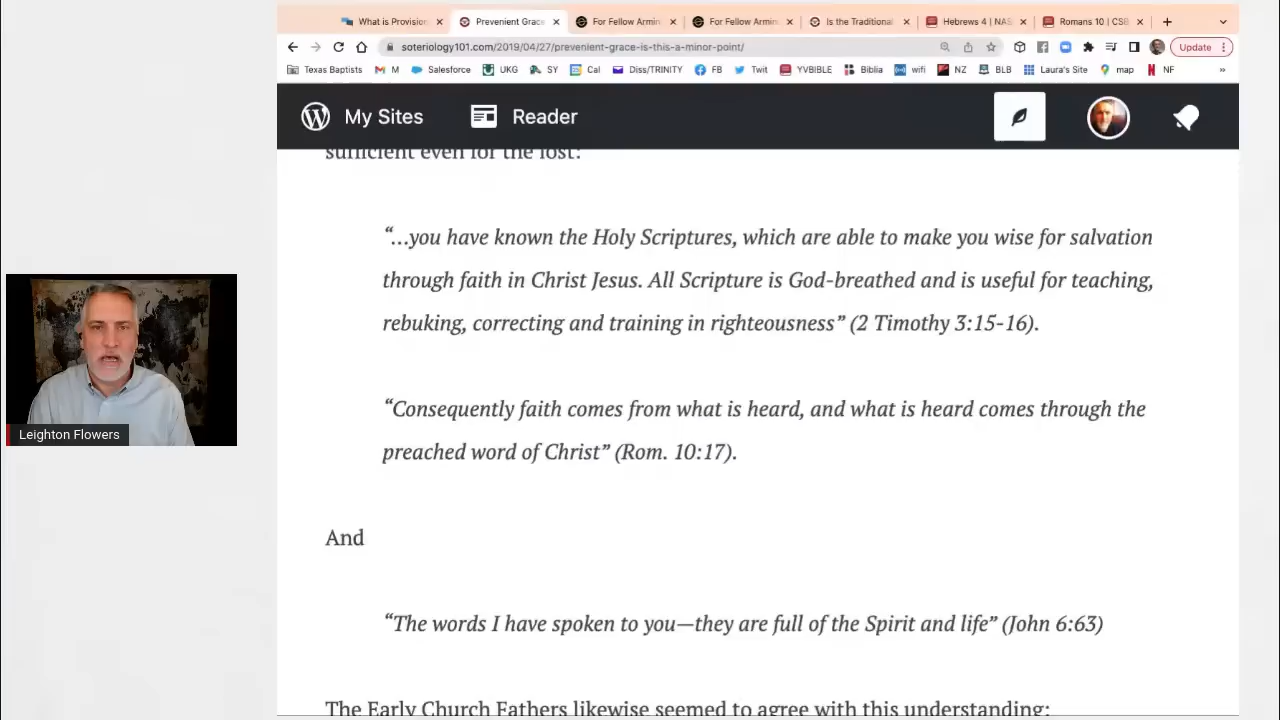 What is Provision
Prevenient Grace
For Fellow Armin
For Fellow Armin
Is the Traditional
Hebrews 4 | NAS
Romans 10 | CSB
soteriology101.com/2019/04/27/prevenient-grace-is-this-a-minor-point/
Update
Texas Baptists
M
Salesforce
UKG
SY
Cal
Diss/TRINITY
FB
Twit
YVBIBLE
Biblia
wifi
NZ
BLB
Laura's Site
map
NF
»
My Sites
Reader
sufficient even for the lost:
“…you have known the Holy Scriptures, which are able to make you wise for salvation
through faith in Christ Jesus. All Scripture is God-breathed and is useful for teaching,
rebuking, correcting and training in righteousness” (2 Timothy 3:15-16).
“Consequently faith comes from what is heard, and what is heard comes through the
preached word of Christ” (Rom. 10:17).
And
“The words I have spoken to you—they are full of the Spirit and life” (John 6:63)
The Early Church Fathers likewise seemed to agree with this understanding:
Leighton Flowers